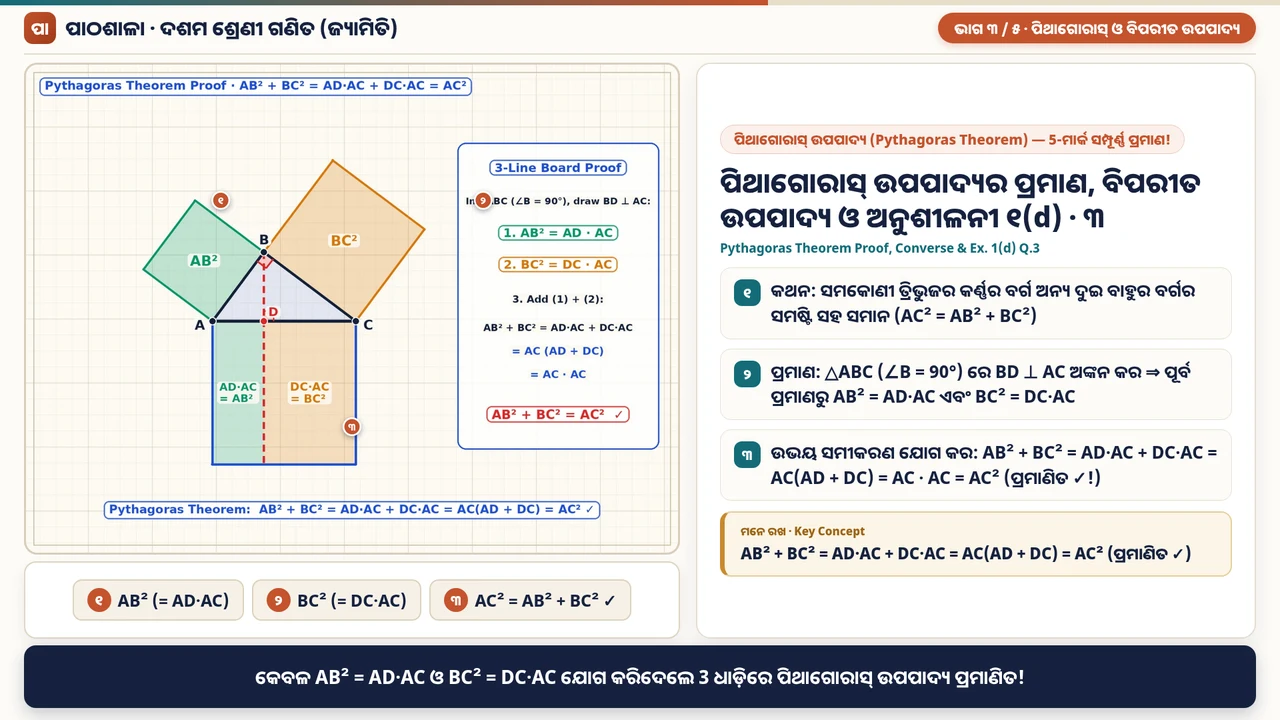 ପା ପାଠଶାଳା · ଦଶମ ଶ୍ରେଣୀ ଗଣିତ (ଜ୍ୟାମିତି)
ଭାଗ ୩ / ୫ · ପିଥାଗୋରାସ୍ ଓ ବିପରୀତ ଉପପାଦ୍ୟ
Pythagoras Theorem Proof · AB² + BC² = AD·AC + DC·AC = AC²
୧
AB²
BC²
B
D
A
C
AD·AC
= AB²
DC·AC
= BC²
୩
3-Line Board Proof
୨
BC (∠B = 90°), draw BD ⊥ AC:
1. AB² = AD · AC
2. BC² = DC · AC
3. Add (1) + (2):
AB² + BC² = AD·AC + DC·AC
= AC (AD + DC)
= AC · AC
AB² + BC² = AC² ✓
Pythagoras Theorem: AB² + BC² = AD·AC + DC·AC = AC(AD + DC) = AC² ✓
୧ AB² (= AD·AC)
୨ BC² (= DC·AC)
୩ AC² = AB² + BC² ✓
ପିଥାଗୋରାସ୍ ଉପପାଦ୍ୟ (Pythagoras Theorem) — 5-ମାର୍କ ସମ୍ପୂର୍ଣ୍ଣ ପ୍ରମାଣ!
ପିଥାଗୋରାସ୍ ଉପପାଦ୍ୟର ପ୍ରମାଣ, ବିପରୀତ
ଉପପାଦ୍ୟ ଓ ଅନୁଶୀଳନୀ ୧(d) · ୩
Pythagoras Theorem Proof, Converse & Ex. 1(d) Q.3
୧ କଥନ: ସମକୋଣୀ ତ୍ରିଭୁଜର କର୍ଣ୍ଣର ବର୍ଗ ଅନ୍ୟ ଦୁଇ ବାହୁର ବର୍ଗର
ସମଷ୍ଟି ସହ ସମାନ (AC² = AB² + BC²)
୨ ପ୍ରମାଣ: △ABC (∠B = 90°) ରେ BD ⊥ AC ଅଙ୍କନ କର ⇒ ପୂର୍ବ
ପ୍ରମାଣରୁ AB² = AD·AC ଏବଂ BC² = DC·AC
୩ ଉଭୟ ସମୀକରଣ ଯୋଗ କର: AB² + BC² = AD·AC + DC·AC =
AC(AD + DC) = AC · AC = AC² (ପ୍ରମାଣିତ ✓!)
ମନେ ରଖ · Key Concept
AB² + BC² = AD·AC + DC·AC = AC(AD + DC) = AC² (ପ୍ରମାଣିତ ✓)
କେବଳ AB² = AD·AC ଓ BC² = DC·AC ଯୋଗ କରିଦେଲେ 3 ଧାଡ଼ିରେ ପିଥାଗୋରାସ୍ ଉପପାଦ୍ୟ ପ୍ରମାଣିତ!